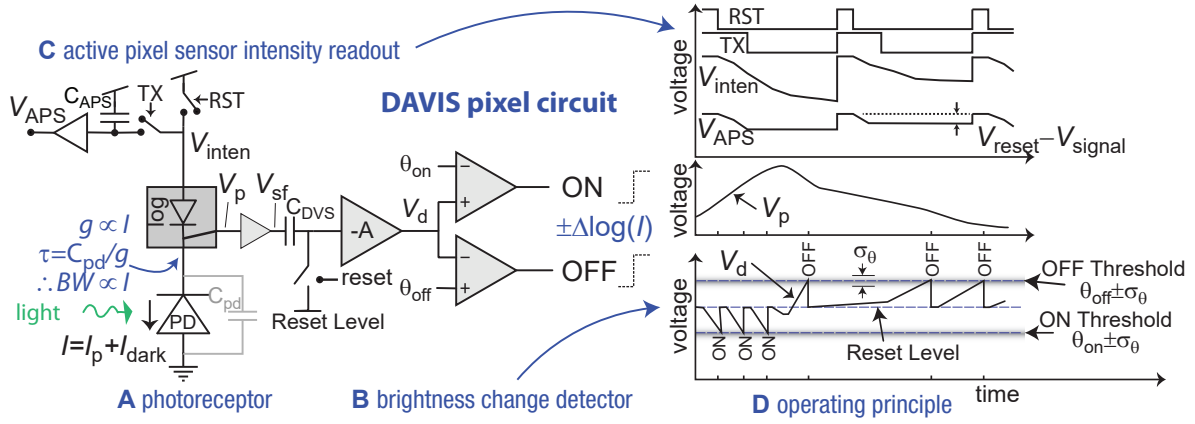 C active pixel sensor intensity readout
DAVIS pixel circuit
V_APS
C_APS
TX
RST
V_inten
log
V_p
V_sf
C_DVS
-A
V_d
θ_on
−
+
ON
±Δlog(I)
−
+
OFF
θ_off
reset
Reset Level
g ∝ I
τ=C_pd/g
∴BW ∝ I
light
PD
C_pd
I=I_p+I_dark
A photoreceptor
B brightness change detector
voltage
RST
TX
V_inten
V_APS
V_reset−V_signal
voltage
V_p
voltage
V_d
OFF
σ_θ
OFF
OFF
OFF Threshold
θ_off±σ_θ
ON
ON
ON
Reset Level
ON Threshold
θ_on±σ_θ
time
D operating principle